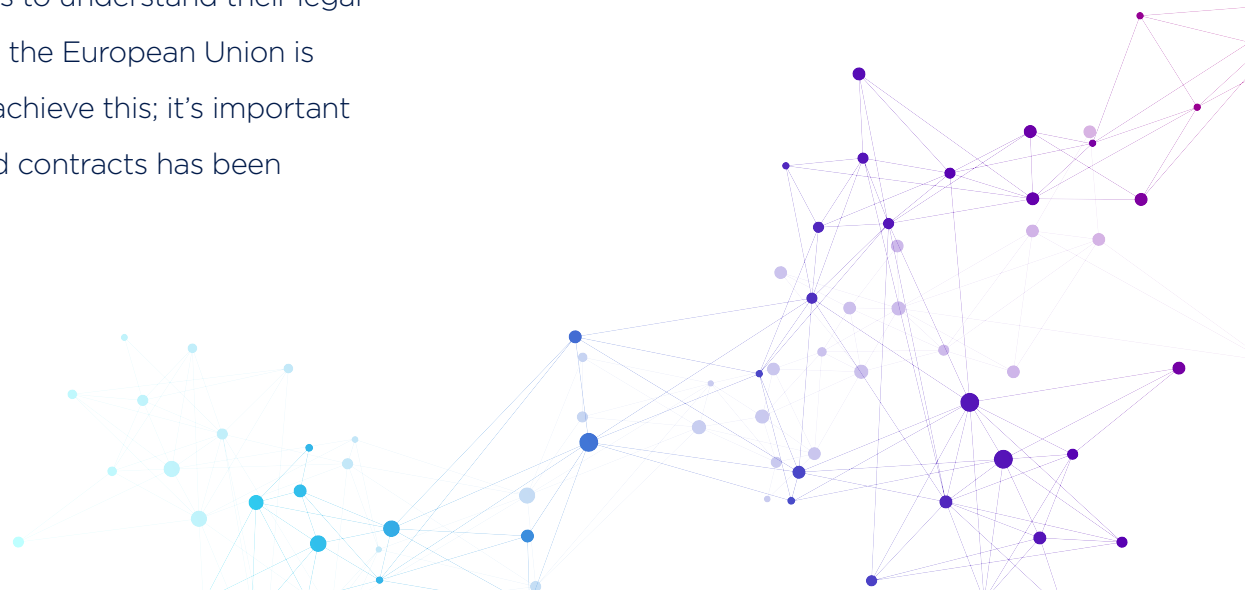 s to understand their legal
the European Union is
achieve this; it’s important
d contracts has been